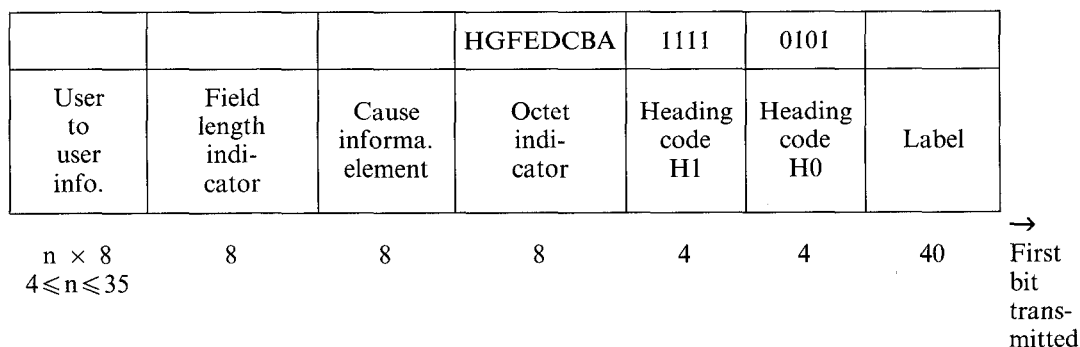 HGFEDCBA 1111 0101
User to user info.
Field length indi- cator
Cause informa. element
Octet indi- cator
Heading code H1
Heading code H0
Label
n × 8 8 8 8 4 4 40
4⩽n⩽35
→
First
bit
trans-
mitted